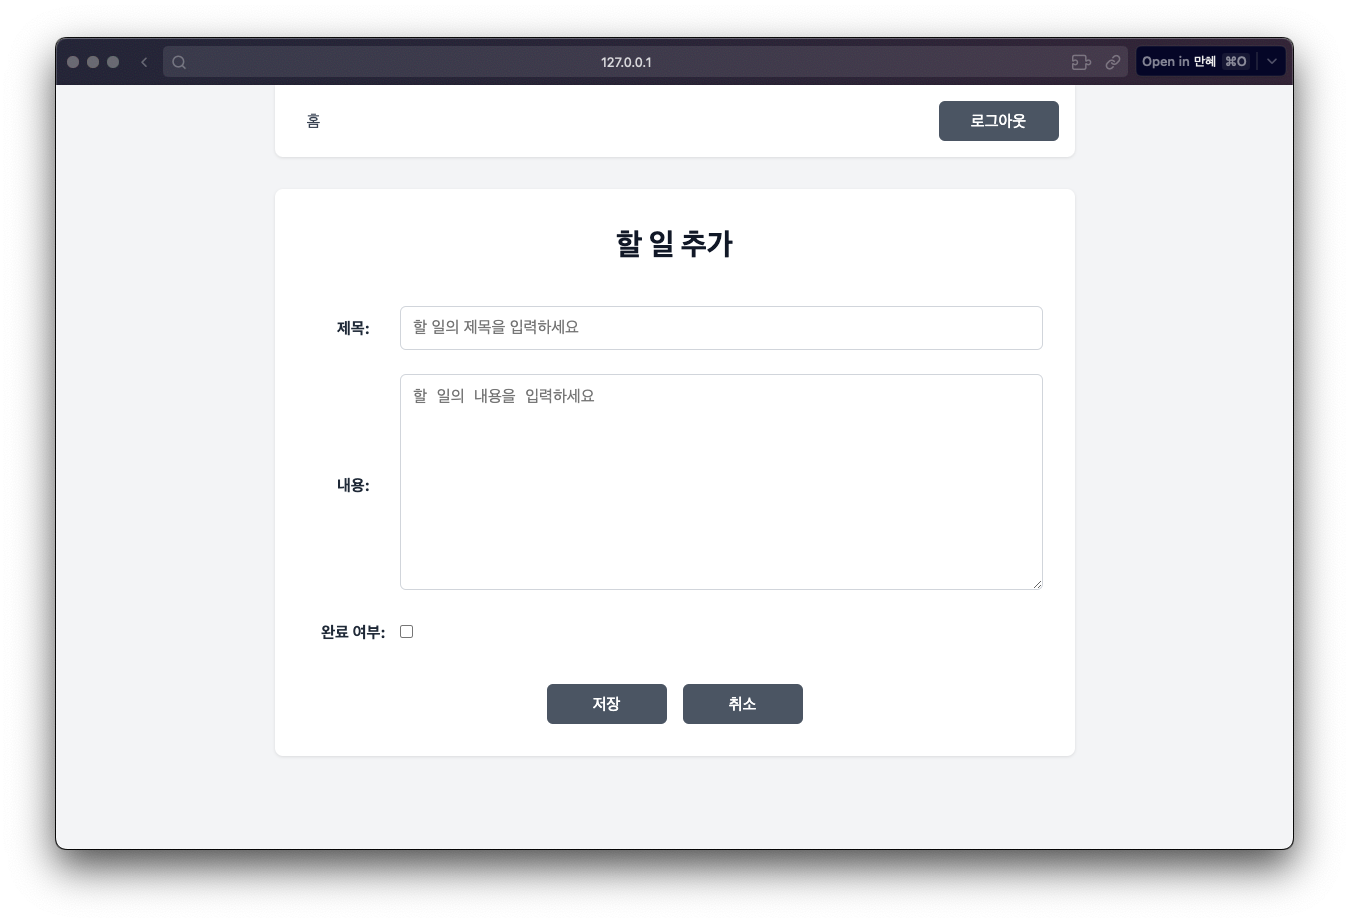 127.0.0.1
Open in 만혜 ⌘O
홈
로그아웃
할 일 추가
제목:
할 일의 제목을 입력하세요
할 일의 내용을 입력하세요
내용:
완료 여부:
저장
취소